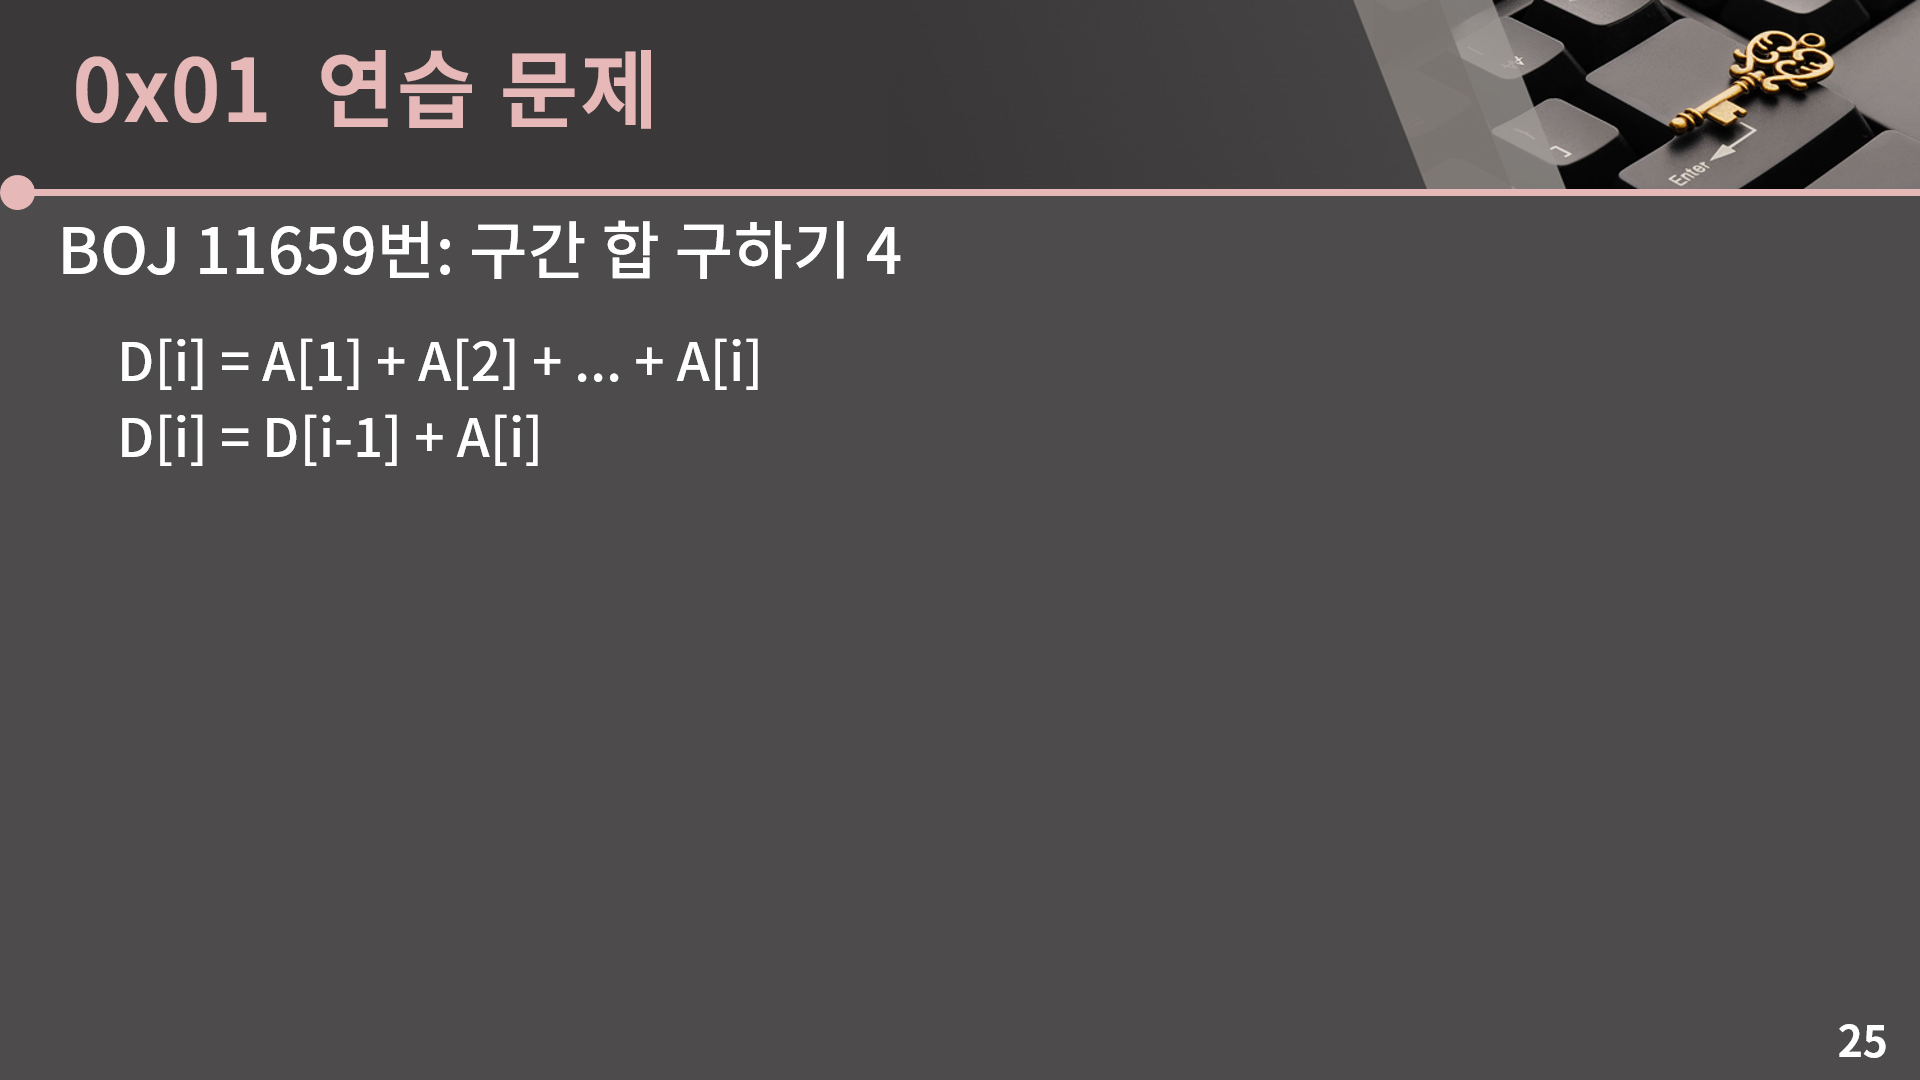 0x01 연습 문제
Enter
BOJ 11659번: 구간 합 구하기 4
D[i] = A[1] + A[2] + ... + A[i]
D[i] = D[i-1] + A[i]
25